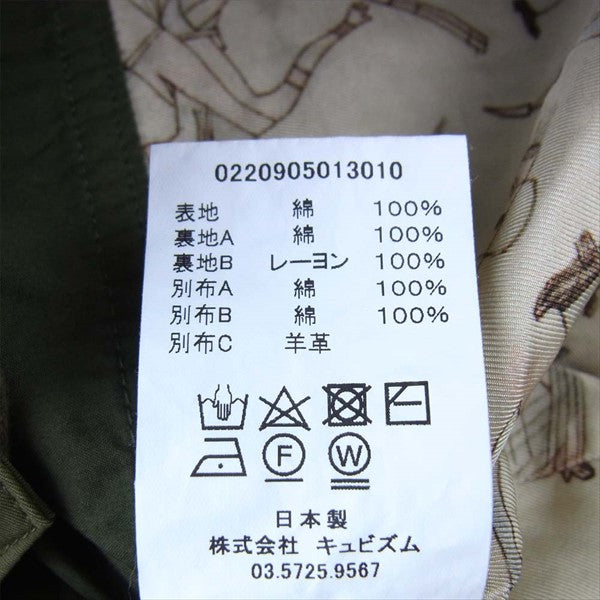 0220905013010
表地 綿 100%
裏地A 綿 100%
裏地B レーヨン 100%
別布A 綿 100%
別布B 綿 100%
別布C 羊革
F W
日本製
株式会社 キュビズム
03.5725.9567